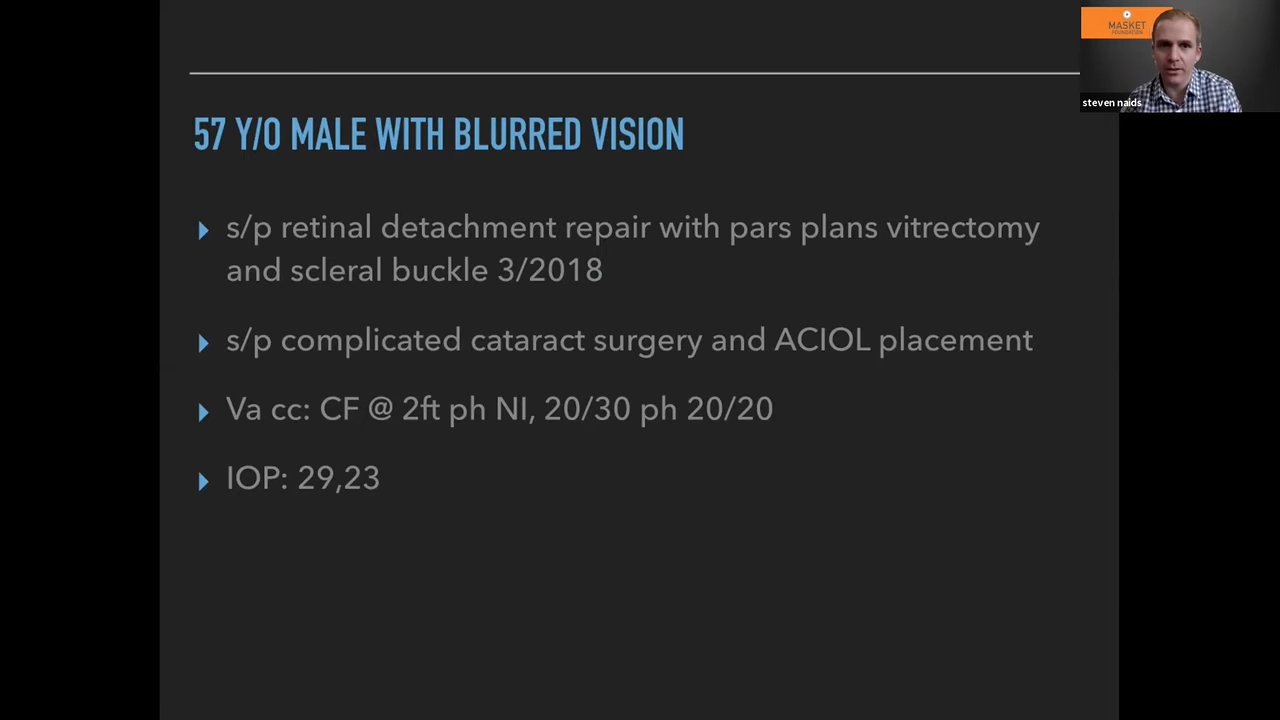 MASKET
FOUNDATION
steven naids
57 Y/O MALE WITH BLURRED VISION
s/p retinal detachment repair with pars plans vitrectomy
and scleral buckle 3/2018
s/p complicated cataract surgery and ACIOL placement
Va cc: CF @ 2ft ph NI, 20/30 ph 20/20
IOP: 29,23